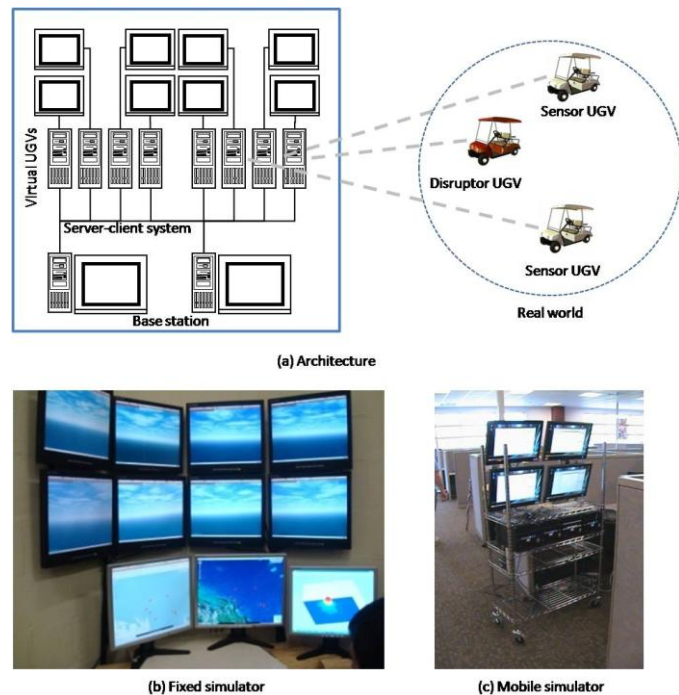 Sensor UGV
Virtual UGVs
Disruptor UGV
Server-client system
Sensor UGV
Base station
Real world
(a) Architecture
(b) Fixed simulator
(c) Mobile simulator